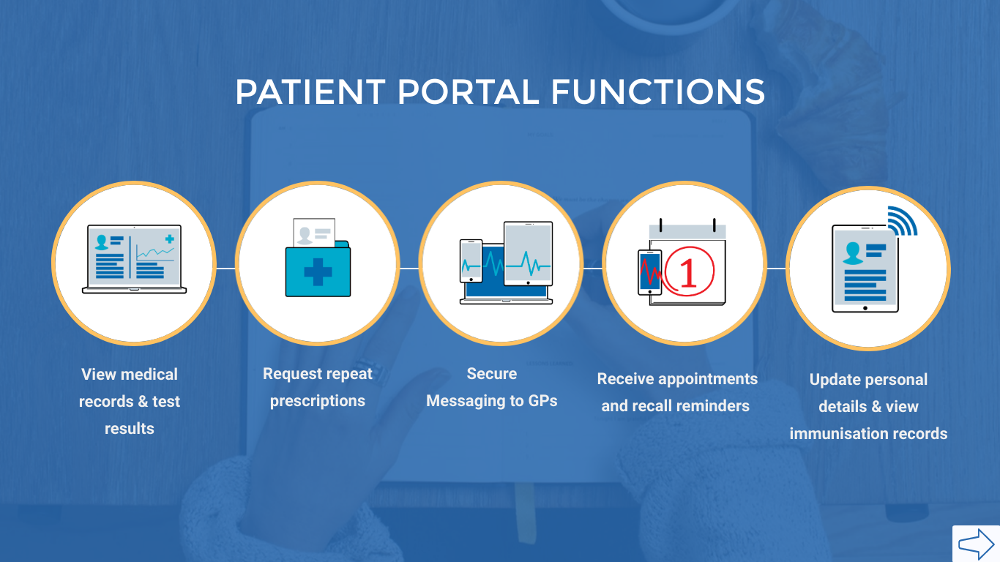 PATIENT PORTAL FUNCTIONS
1
View medical
records & test
results
Request repeat
prescriptions
Secure
Messaging to GPs
Receive appointments
and recall reminders
Update personal
details & view
immunisation records